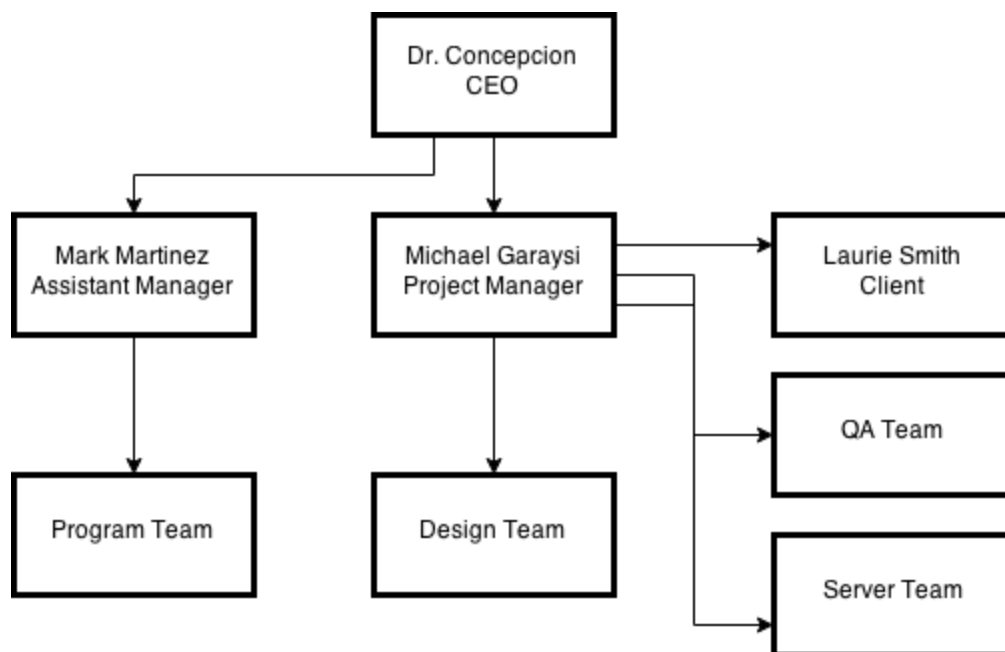 Dr. Concepcion
CEO
Mark Martinez
Assistant Manager
Michael Garaysi
Project Manager
Laurie Smith
Client
QA Team
Program Team
Design Team
Server Team